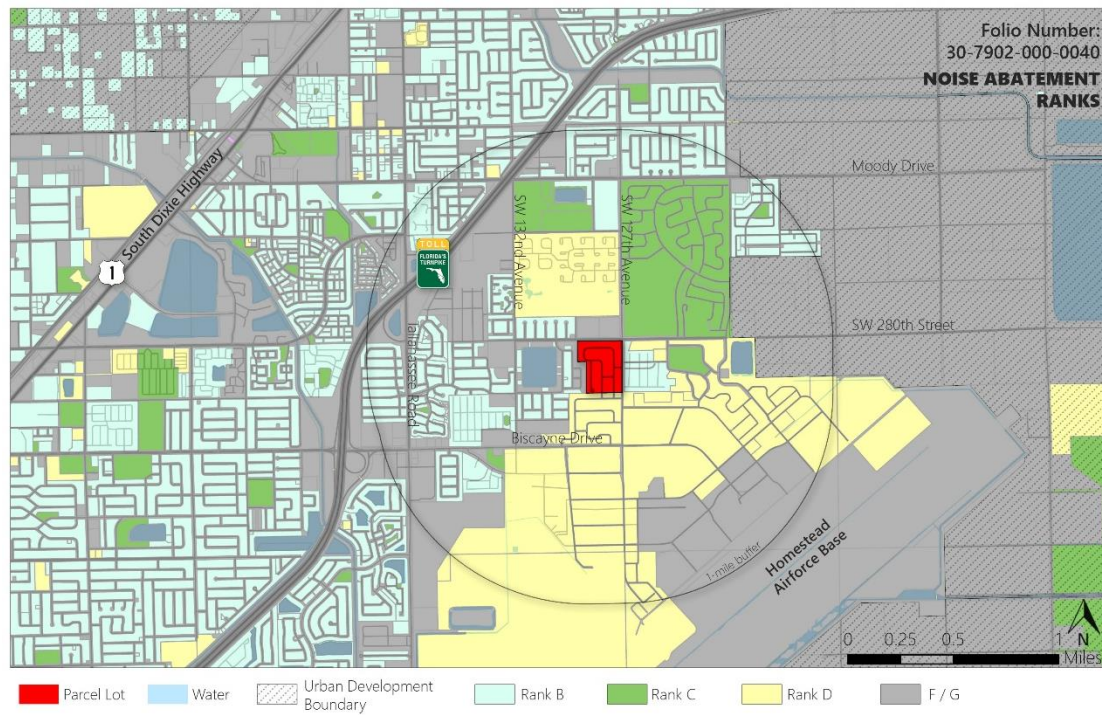 Folio Number:
30-7902-000-0040
NOISE ABATEMENT
RANKS
Moody Drive
South Dixie Highway
1
TOLL
FLORIDA'S
TURNPIKE
SW 132nd Avenue
SW 127th Avenue
SW 280th Street
Tallahassee Road
Biscayne Drive
1-mile buffer
Homestead
Airforce Base
N
0 0.25 0.5 1
Miles
Parcel Lot
Water
Urban Development
Boundary
Rank B
Rank C
Rank D
F / G